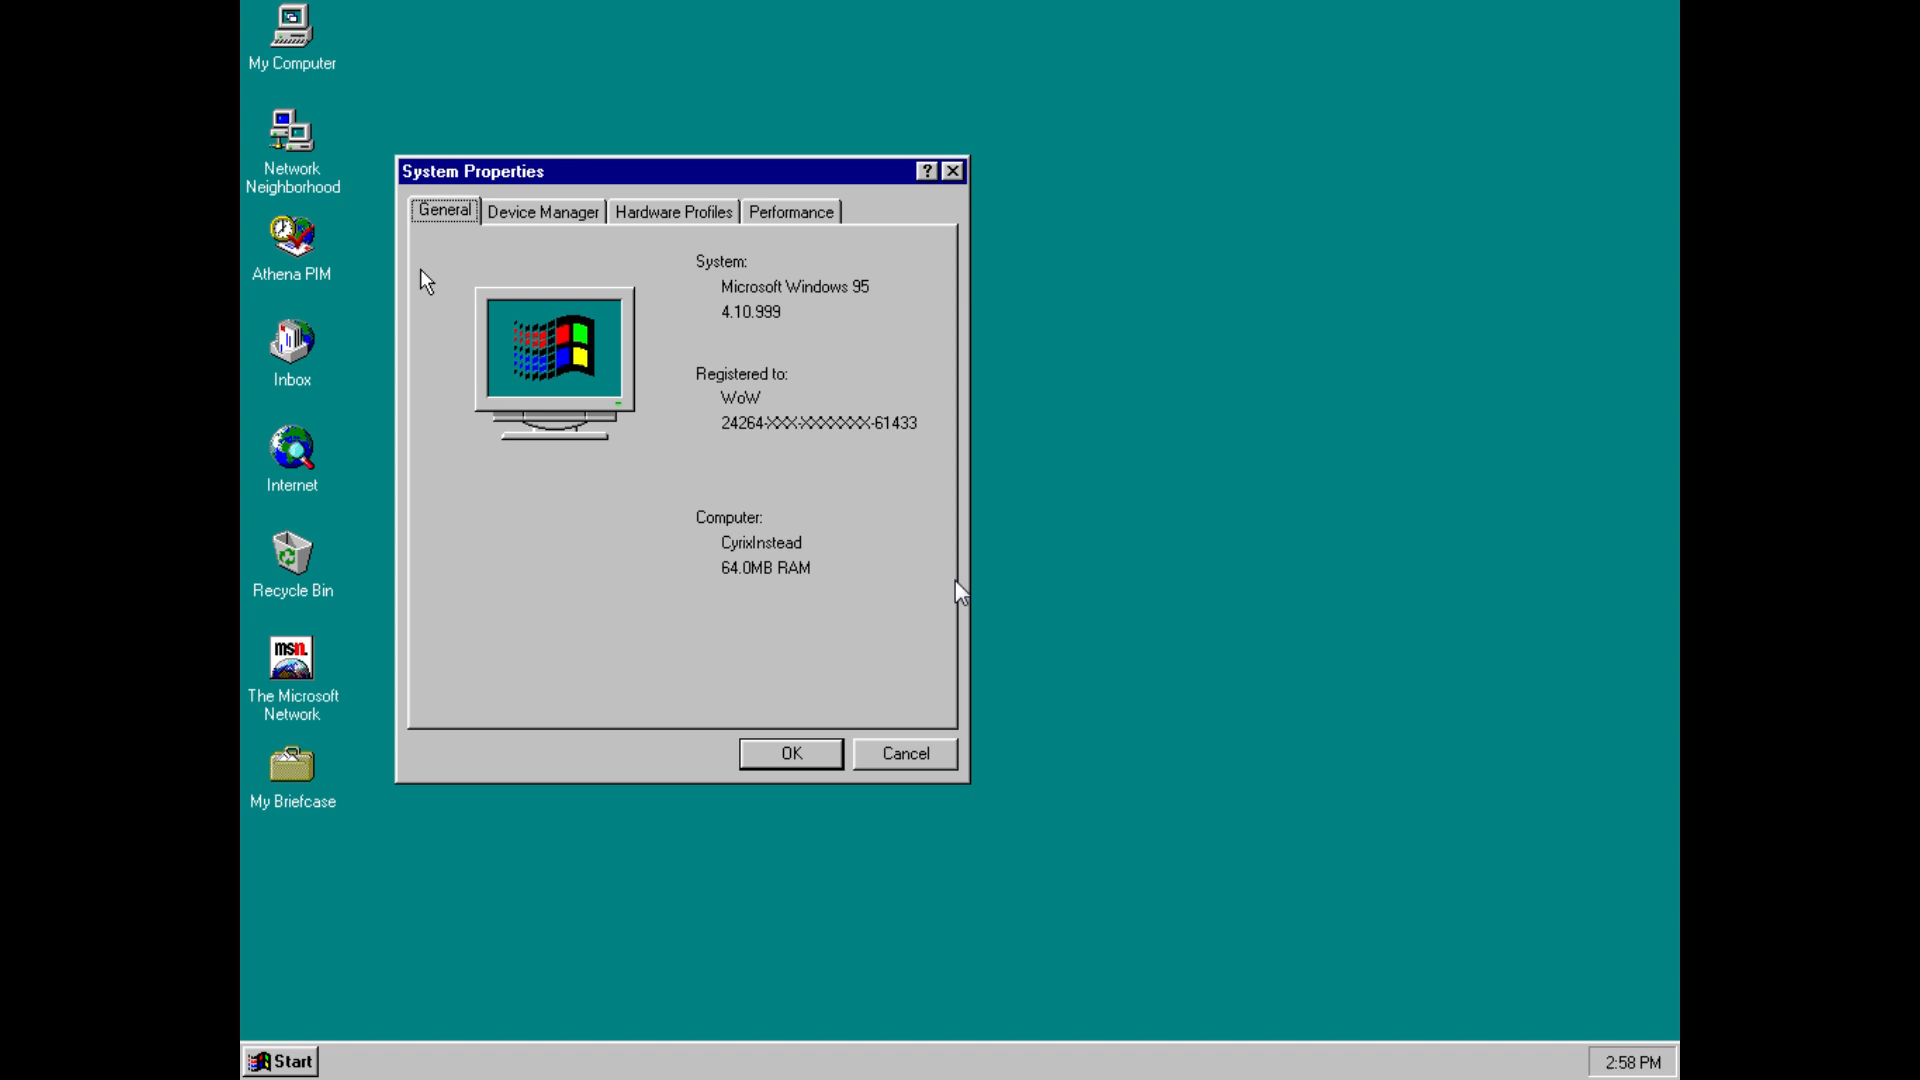 My Computer
Network
Neighborhood
Athena PIM
Inbox
Internet
Recycle Bin
msn.
The Microsoft
Network
My Briefcase
System Properties
General
Device Manager
Hardware Profiles
Performance
System:
Microsoft Windows 95
4.10.999
Registered to:
WoW
24264-XXX-XXXXXXX-61433
Computer:
CyrixInstead
64.0MB RAM
OK
Cancel
Start
2:58 PM